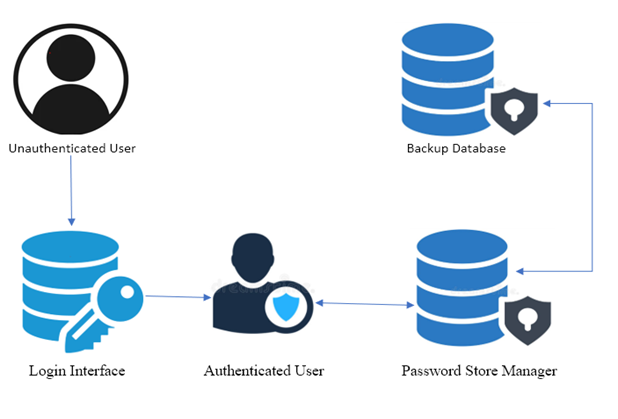 Unauthenticated User
Backup Database
Login Interface
Authenticated User
Password Store Manager